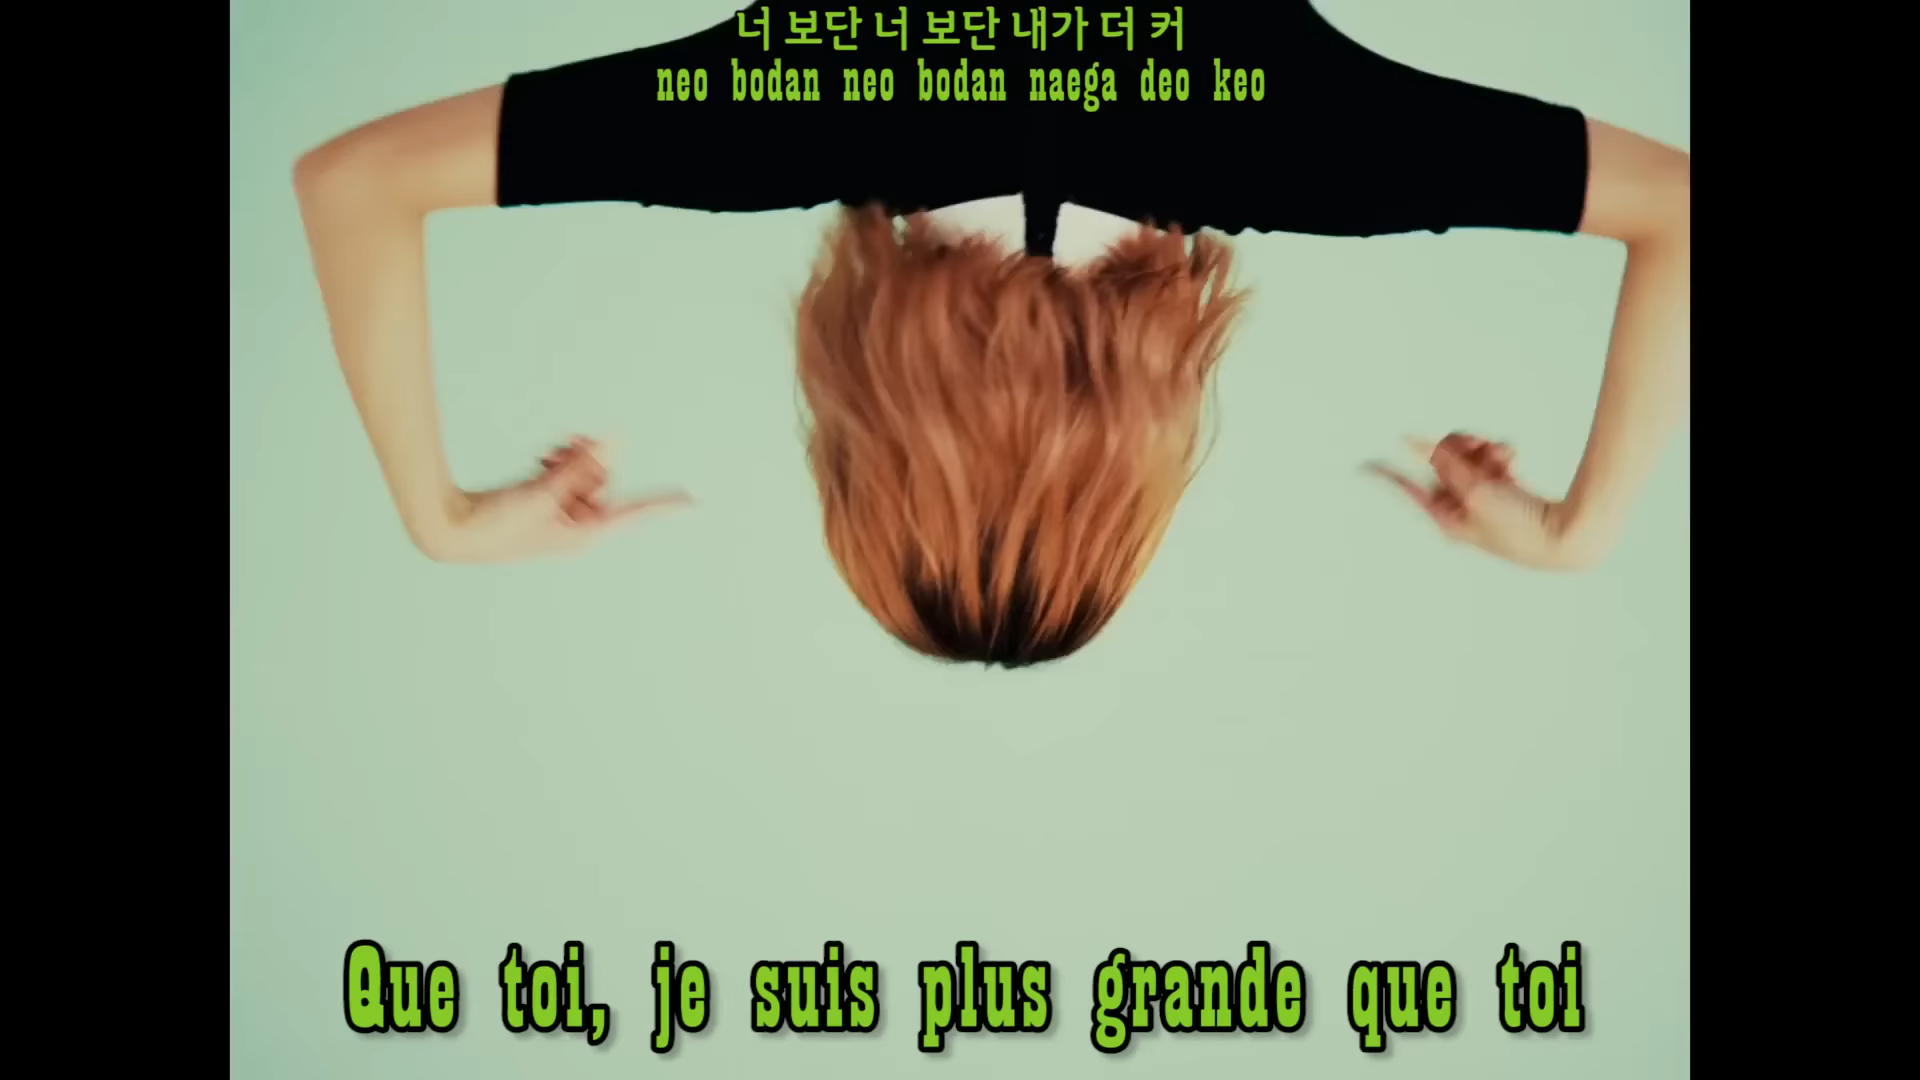 너 보단 너 보단 내가 더 커
neo bodan neo bodan naega deo keo
Que toi, je suis plus grande que toi